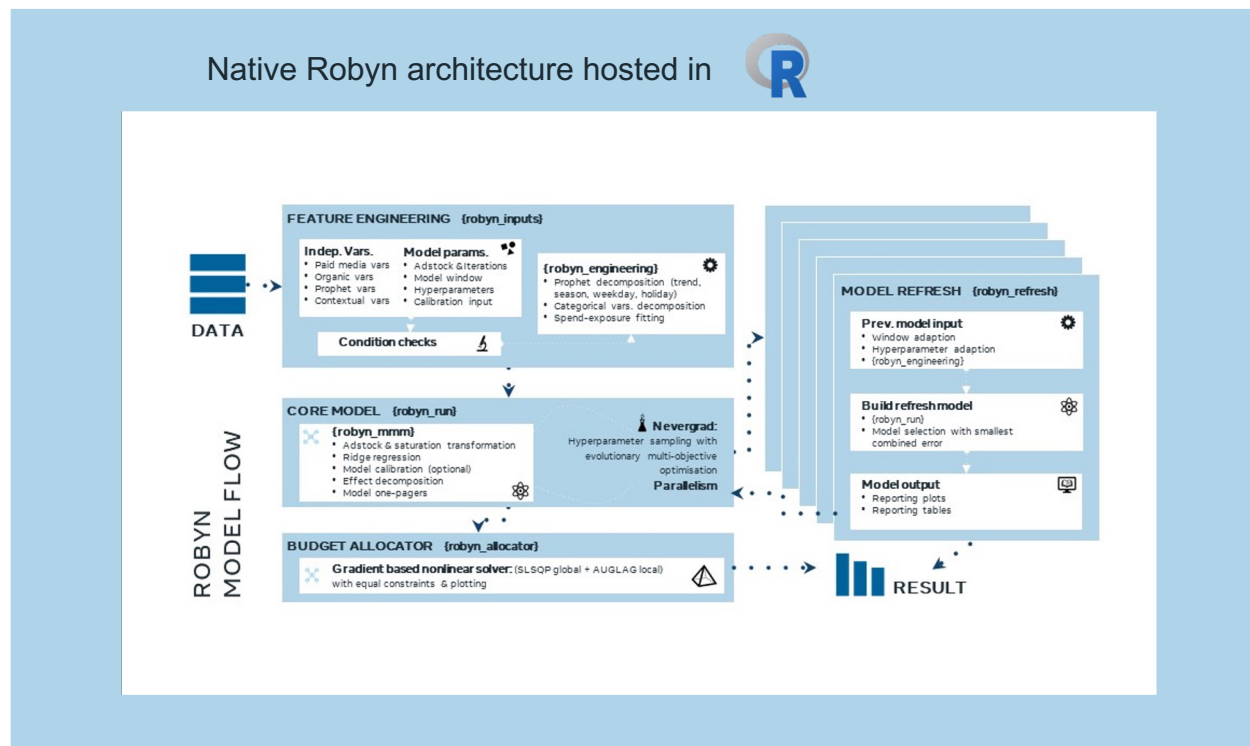 Native Robyn architecture hosted in R
FEATURE ENGINEERING {robyn_inputs}
Indep. Vars.
• Paid media vars
• Organic vars
• Prophet vars
• Contextual vars
Model params.
• Adstock & Iterations
• Model window
• Hyperparameters
• Calibration input
Condition checks
{robyn_engineering}
• Prophet decomposition (trend,
season, weekday, holiday)
• Categorical vars. decomposition
• Spend-exposure fitting
DATA
ROBYN
MODEL FLOW
CORE MODEL {robyn_run}
{robyn_mmm}
• Adstock & saturation transformation
• Ridge regression
• Model calibration (optional)
• Effect decomposition
• Model one-pagers
Nevergrad:
Hyperparameter sampling with
evolutionary multi-objective
optimisation
Parallelism
BUDGET ALLOCATOR {robyn_allocator}
Gradient based nonlinear solver: (SLSQP global + AUGLAG local)
with equal constraints & plotting
MODEL REFRESH {robyn_refresh}
Prev. model input
• Window adaption
• Hyperparameter adaption
• {robyn_engineering}
Build refresh model
• {robyn_run}
• Model selection with smallest
combined error
Model output
• Reporting plots
• Reporting tables
RESULT